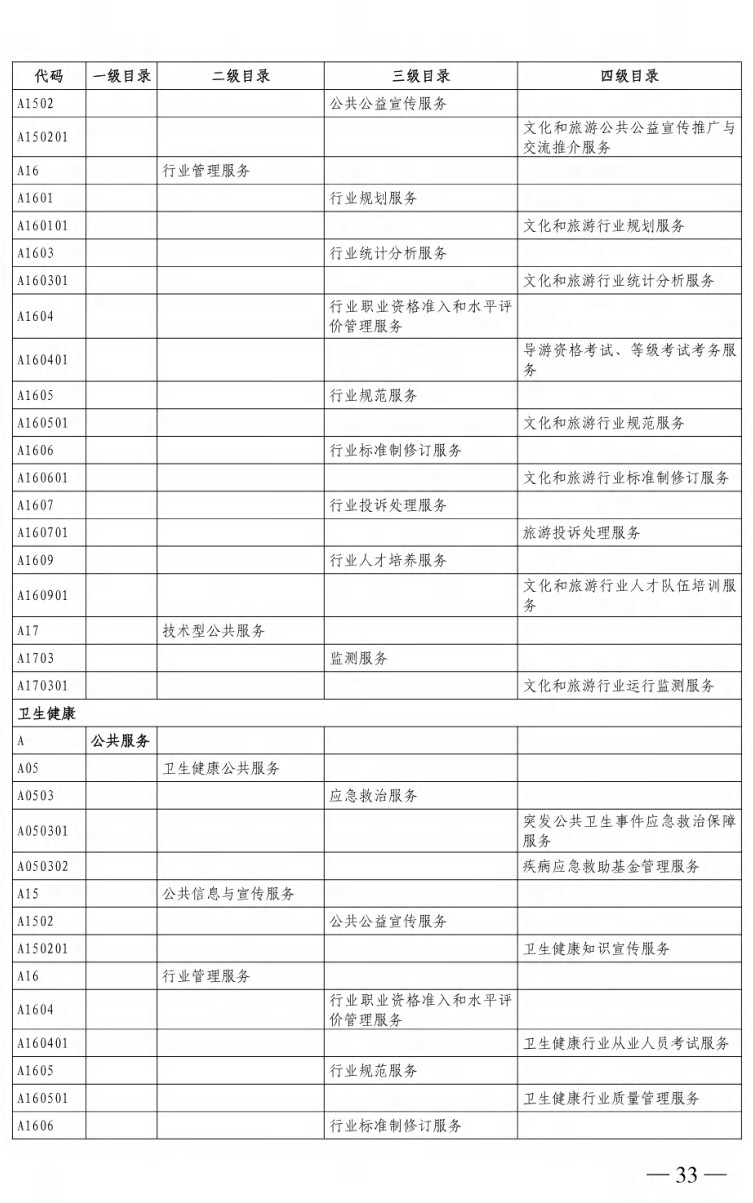 代码 一级目录 二级目录 三级目录 四级目录
A1502 公共公益宣传服务
A150201 文化和旅游公共公益宣传推广与
交流推介服务
A16 行业管理服务
A1601 行业规划服务
A160101 文化和旅游行业规划服务
A1603 行业统计分析服务
A160301 文化和旅游行业统计分析服务
A1604 行业职业资格准入和水平评
价管理服务
A160401 导游资格考试、等级考试考务服
务
A1605 行业规范服务
A160501 文化和旅游行业规范服务
A1606 行业标准制修订服务
A160601 文化和旅游行业标准制修订服务
A1607 行业投诉处理服务
A160701 旅游投诉处理服务
A1609 行业人才培养服务
A160901 文化和旅游行业人才队伍培训服
务
A17 技术型公共服务
A1703 监测服务
A170301 文化和旅游行业运行监测服务
卫生健康
A 公共服务
A05 卫生健康公共服务
A0503 应急救治服务
A050301 突发公共卫生事件应急救治保障
服务
A050302 疾病应急救助基金管理服务
A15 公共信息与宣传服务
A1502 公共公益宣传服务
A150201 卫生健康知识宣传服务
A16 行业管理服务
A1604 行业职业资格准入和水平评
价管理服务
A160401 卫生健康行业从业人员考试服务
A1605 行业规范服务
A160501 卫生健康行业质量管理服务
A1606 行业标准制修订服务
— 33 —